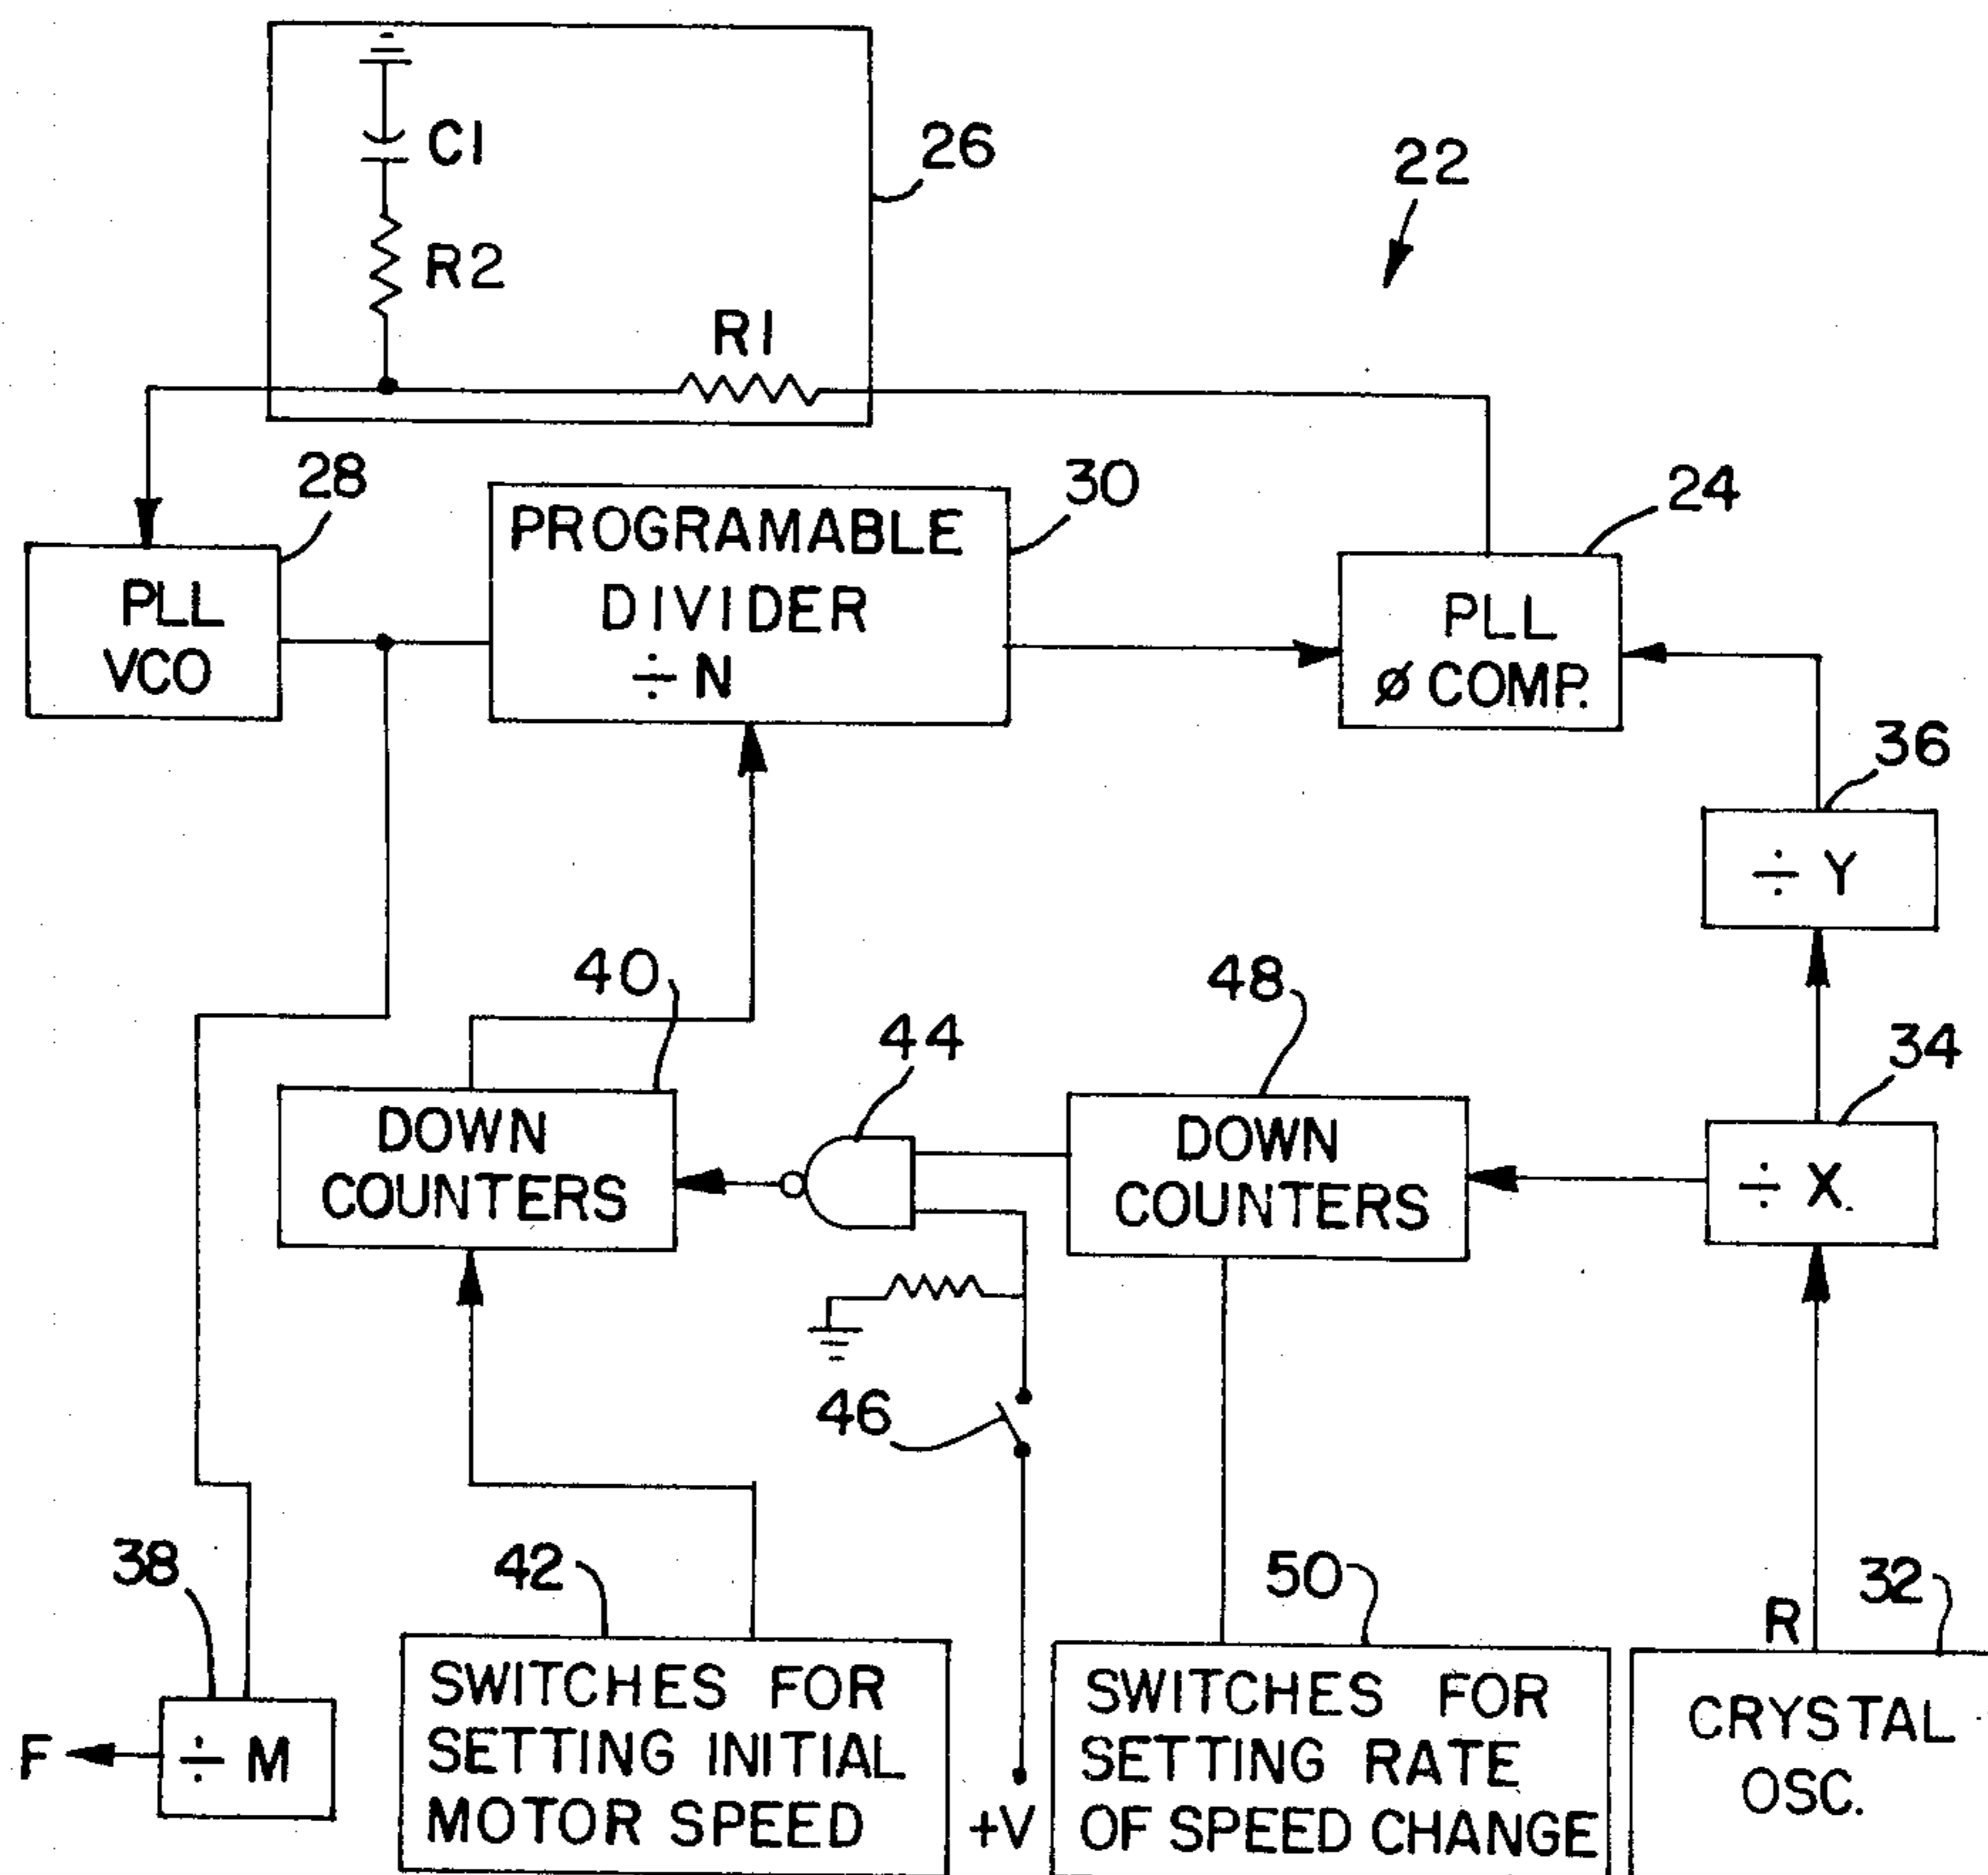 C1
26
22
R2
R1
28
30
24
PROGRAMABLE
DIVIDER
÷ N
PLL
VCO
PLL
ø COMP.
36
÷ Y
40
48
44
34
DOWN
COUNTERS
DOWN
COUNTERS
÷ X.
46
38
42
50
32
R
SWITCHES FOR
SETTING INITIAL
MOTOR SPEED
SWITCHES FOR
SETTING RATE
OF SPEED CHANGE
CRYSTAL
OSC.
F
÷ M
+V